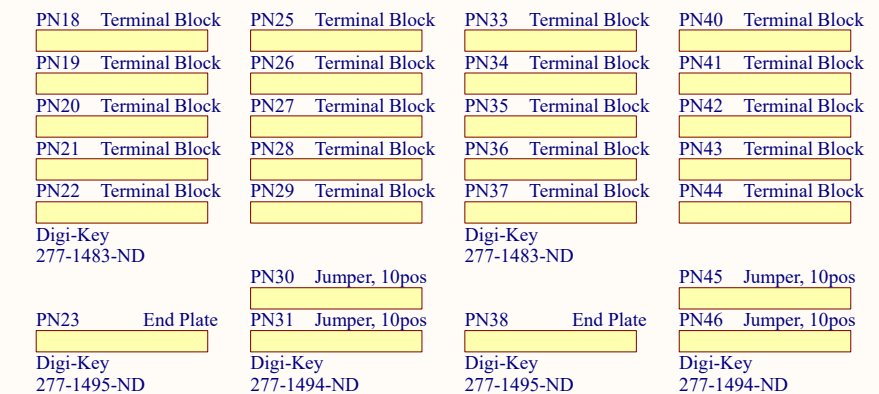 PN18 Terminal Block PN25 Terminal Block PN33 Terminal Block PN40 Terminal Block
PN19 Terminal Block PN26 Terminal Block PN34 Terminal Block PN41 Terminal Block
PN20 Terminal Block PN27 Terminal Block PN35 Terminal Block PN42 Terminal Block
PN21 Terminal Block PN28 Terminal Block PN36 Terminal Block PN43 Terminal Block
PN22 Terminal Block PN29 Terminal Block PN37 Terminal Block PN44 Terminal Block
Digi-Key Digi-Key
277-1483-ND 277-1483-ND
PN30 Jumper, 10pos PN45 Jumper, 10pos
PN23 End Plate PN31 Jumper, 10pos PN38 End Plate PN46 Jumper, 10pos
Digi-Key Digi-Key Digi-Key Digi-Key
277-1495-ND 277-1494-ND 277-1495-ND 277-1494-ND